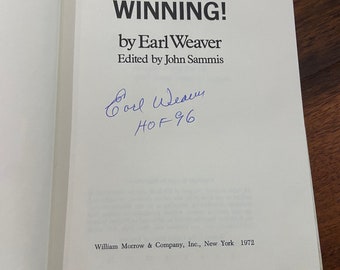 WINNING!
by Earl Weaver
Edited by John Sammis
Earl Weaver
HOF 96
William Morrow & Company, Inc., New York 1972